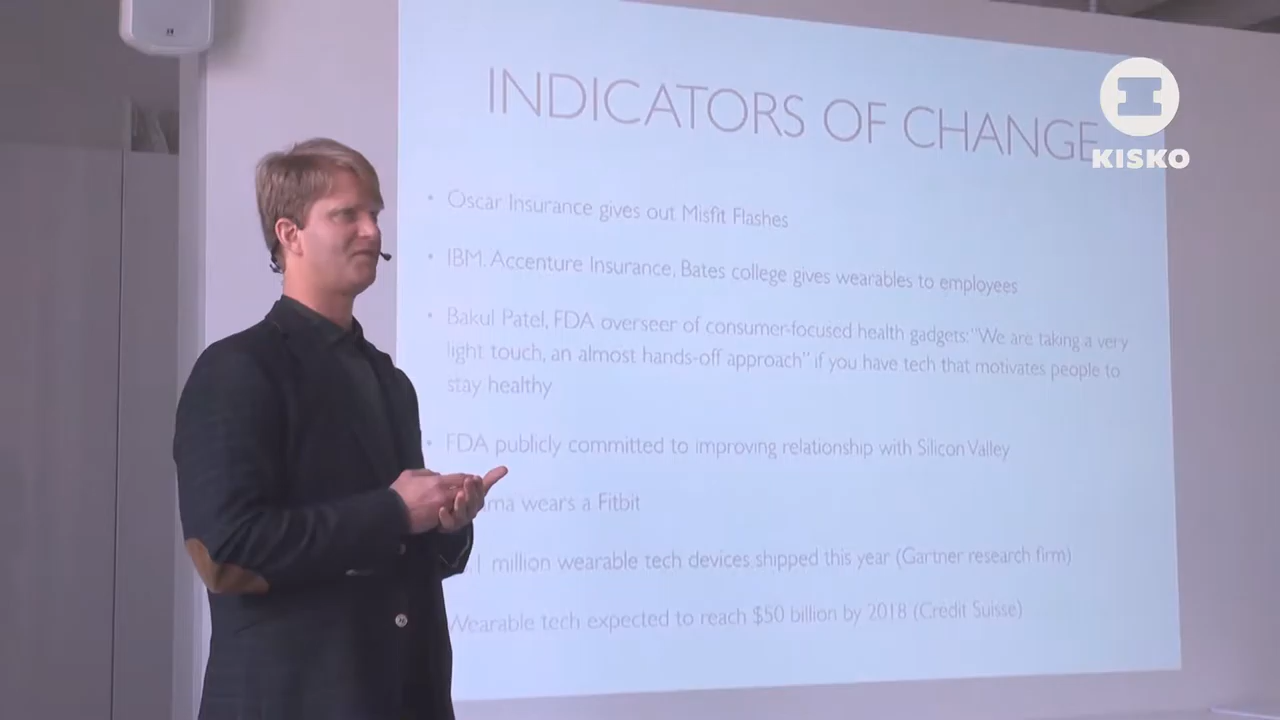 INDICATORS OF CHANGE
KISKO
• Oscar Insurance gives out Misfit Flashes
• IBM, Accenture Insurance, Bates college gives wearables to employees
• Bakul Patel, FDA overseer of consumer-focused health gadgets: "We are taking a very
light touch, an almost hands-off approach" if you have tech that motivates people to
stay healthy
• FDA publicly committed to improving relationship with Silicon Valley
wears a Fitbit
million wearable tech devices shipped this year (Gartner research firm)
Wearable tech expected to reach $50 billion by 2018 (Credit Suisse)